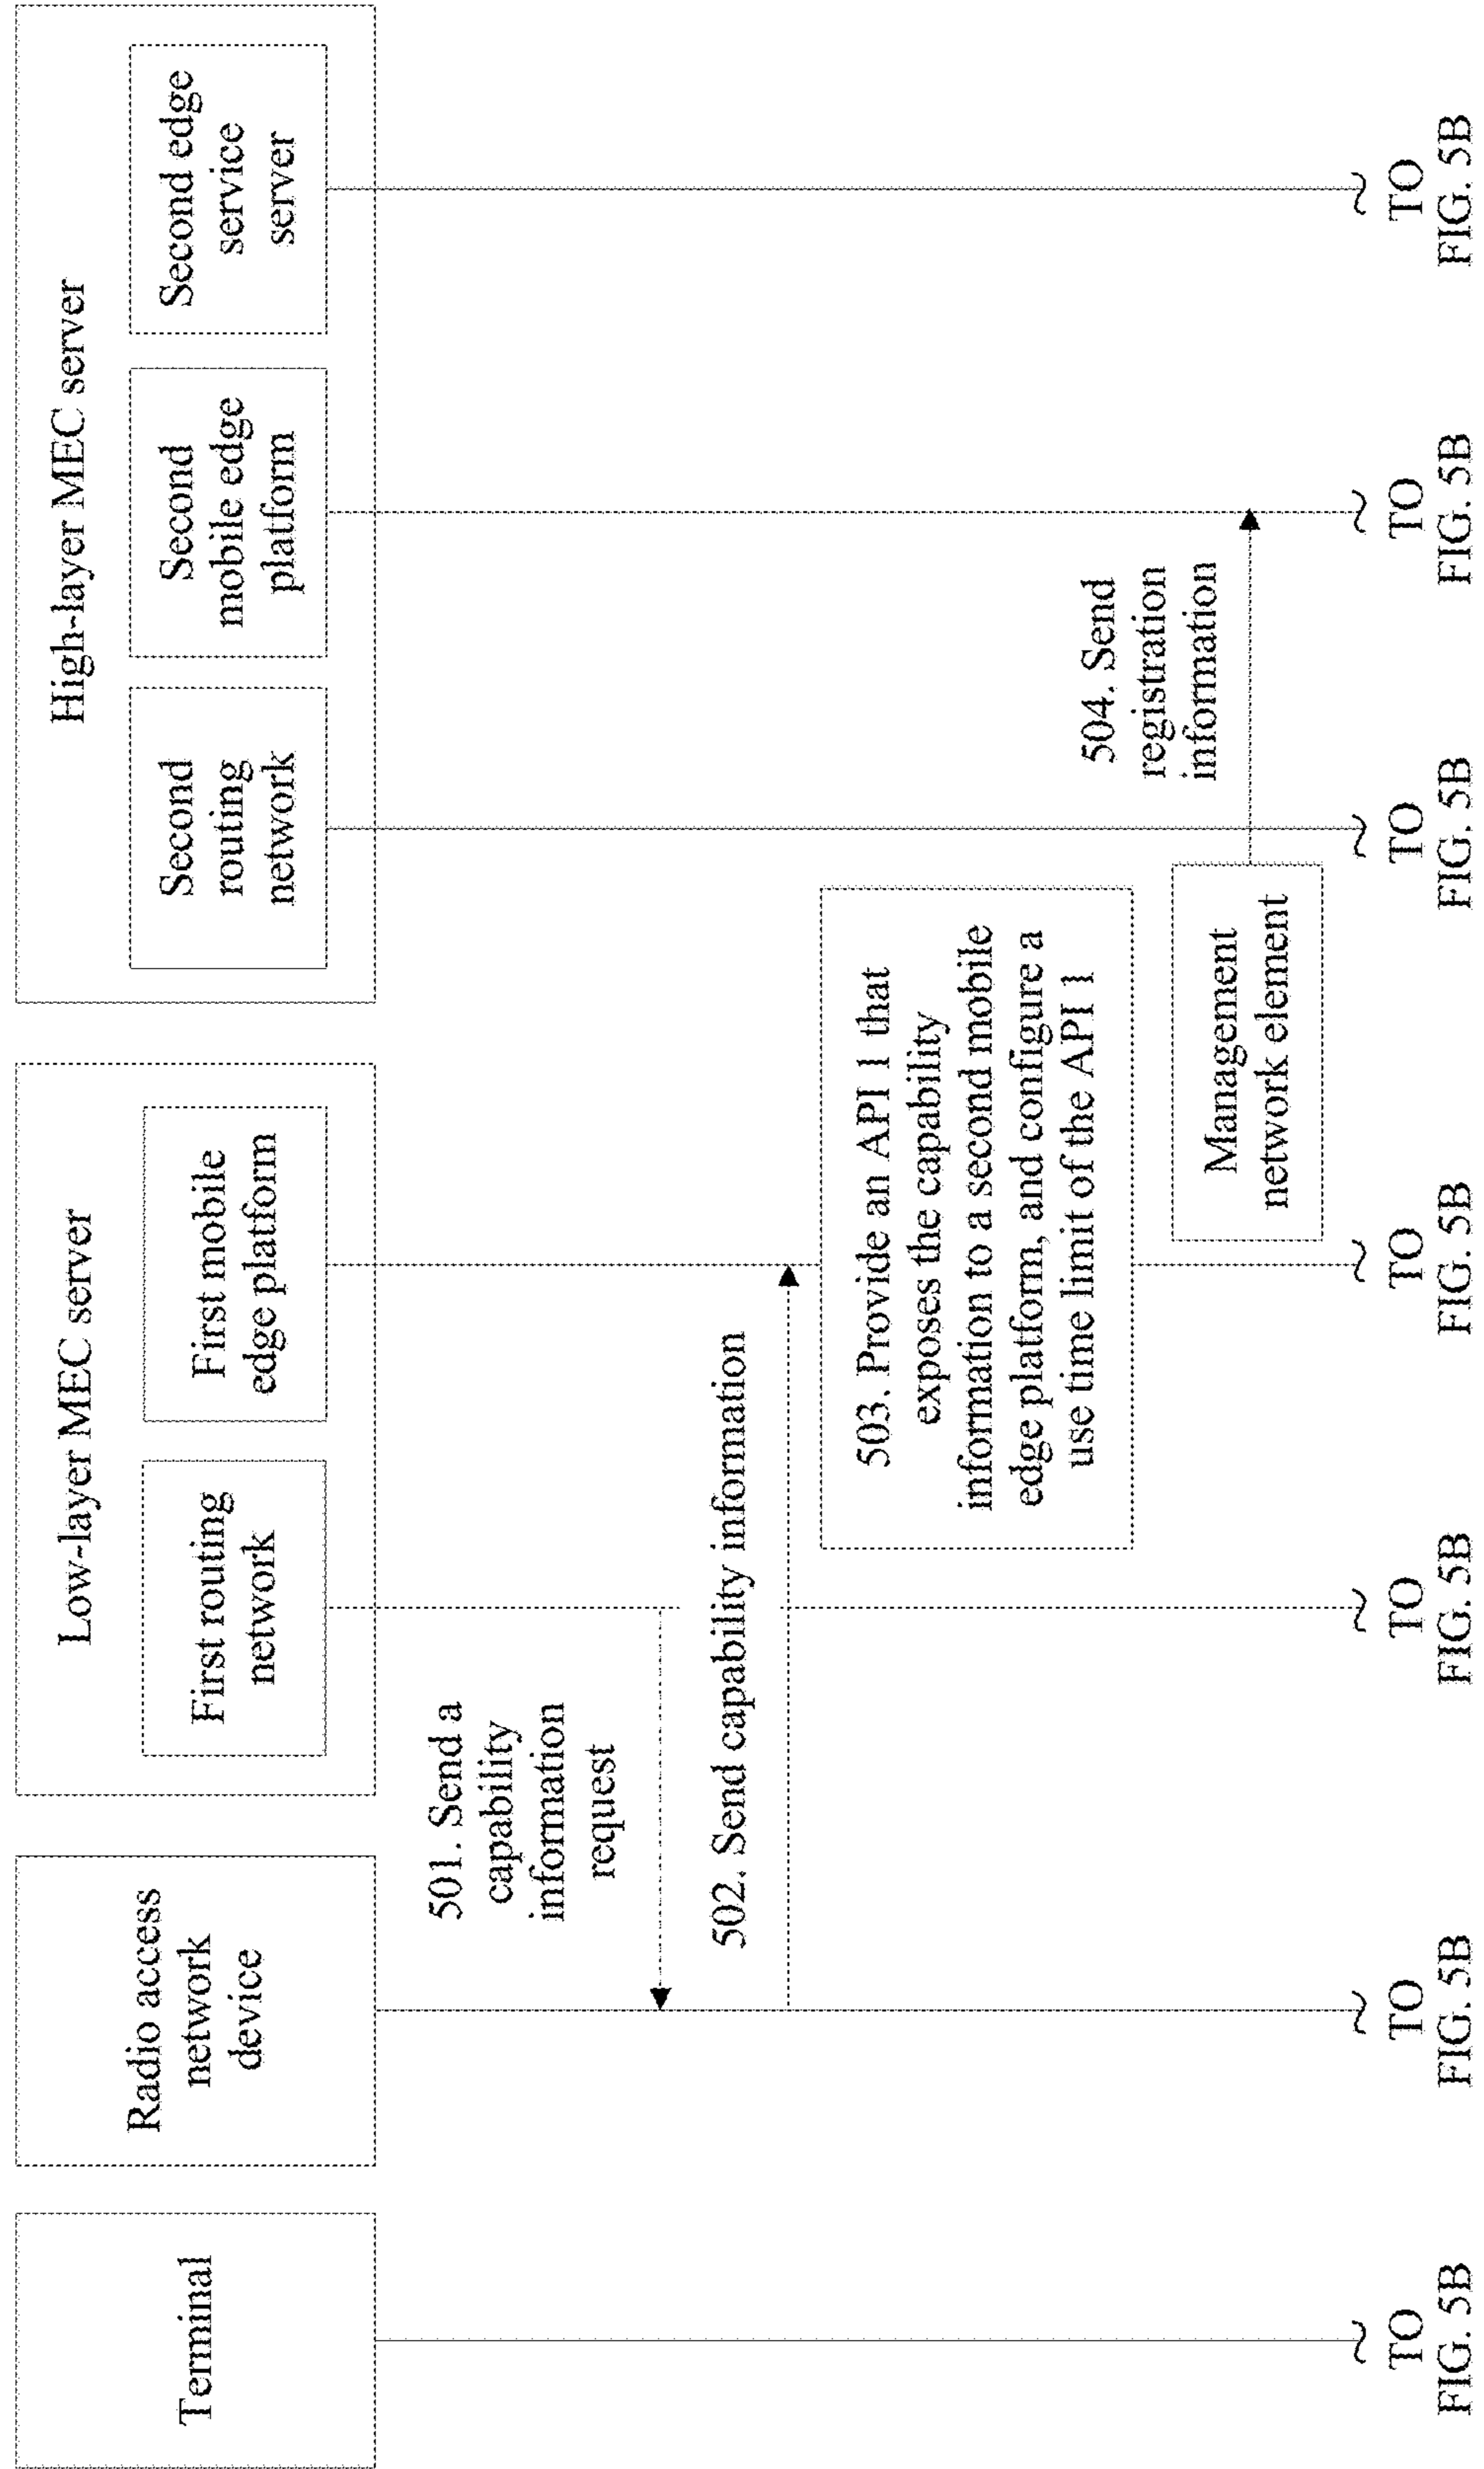 Terminal
Radio access
network
device
Low-layer MEC server
First routing
network
First mobile
edge platform
High-layer MEC server
Second
routing
network
Second
mobile edge
platform
Second edge
service
server
501. Send a
capability
information
request
502. Send capability information
503. Provide an API 1 that
exposes the capability
information to a second mobile
edge platform, and configure a
use time limit of the API 1
504. Send
registration
information
Management
network element
TO
FIG. 5B
TO
FIG. 5B
TO
FIG. 5B
TO
FIG. 5B
TO
FIG. 5B
TO
FIG. 5B
TO
FIG. 5B